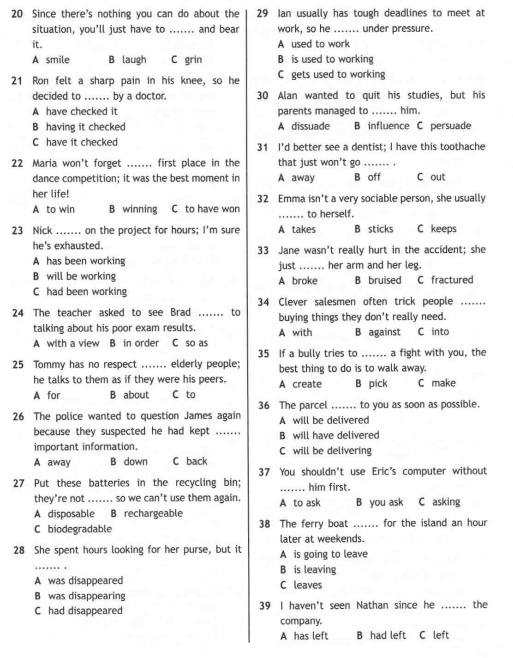 20 Since there's nothing you can do about the
situation, you'll just have to ....... and bear
it.
A smile B laugh C grin
21 Ron felt a sharp pain in his knee, so he
decided to ....... by a doctor.
A have checked it
B having it checked
C have it checked
22 Maria won't forget ....... first place in the
dance competition; it was the best moment in
her life!
A to win B winning C to have won
23 Nick ....... on the project for hours; I'm sure
he's exhausted.
A has been working
B will be working
C had been working
24 The teacher asked to see Brad ....... to
talking about his poor exam results.
A with a view B in order C so as
25 Tommy has no respect ....... elderly people;
he talks to them as if they were his peers.
A for B about C to
26 The police wanted to question James again
because they suspected he had kept .......
important information.
A away B down C back
27 Put these batteries in the recycling bin;
they're not ....... so we can't use them again.
A disposable B rechargeable
C biodegradable
28 She spent hours looking for her purse, but it
....... .
A was disappeared
B was disappearing
C had disappeared
29 Ian usually has tough deadlines to meet at
work, so he ....... under pressure.
A used to work
B is used to working
C gets used to working
30 Alan wanted to quit his studies, but his
parents managed to ....... him.
A dissuade B influence C persuade
31 I'd better see a dentist; I have this toothache
that just won't go ....... .
A away B off C out
32 Emma isn't a very sociable person, she usually
....... to herself.
A takes B sticks C keeps
33 Jane wasn't really hurt in the accident; she
just ....... her arm and her leg.
A broke B bruised C fractured
34 Clever salesmen often trick people .......
buying things they don't really need.
A with B against C into
35 If a bully tries to ....... a fight with you, the
best thing to do is to walk away.
A create B pick C make
36 The parcel ....... to you as soon as possible.
A will be delivered
B will have delivered
C will be delivering
37 You shouldn't use Eric's computer without
....... him first.
A to ask B you ask C asking
38 The ferry boat ....... for the island an hour
later at weekends.
A is going to leave
B is leaving
C leaves
39 I haven't seen Nathan since he ....... the
company.
A has left B had left C left